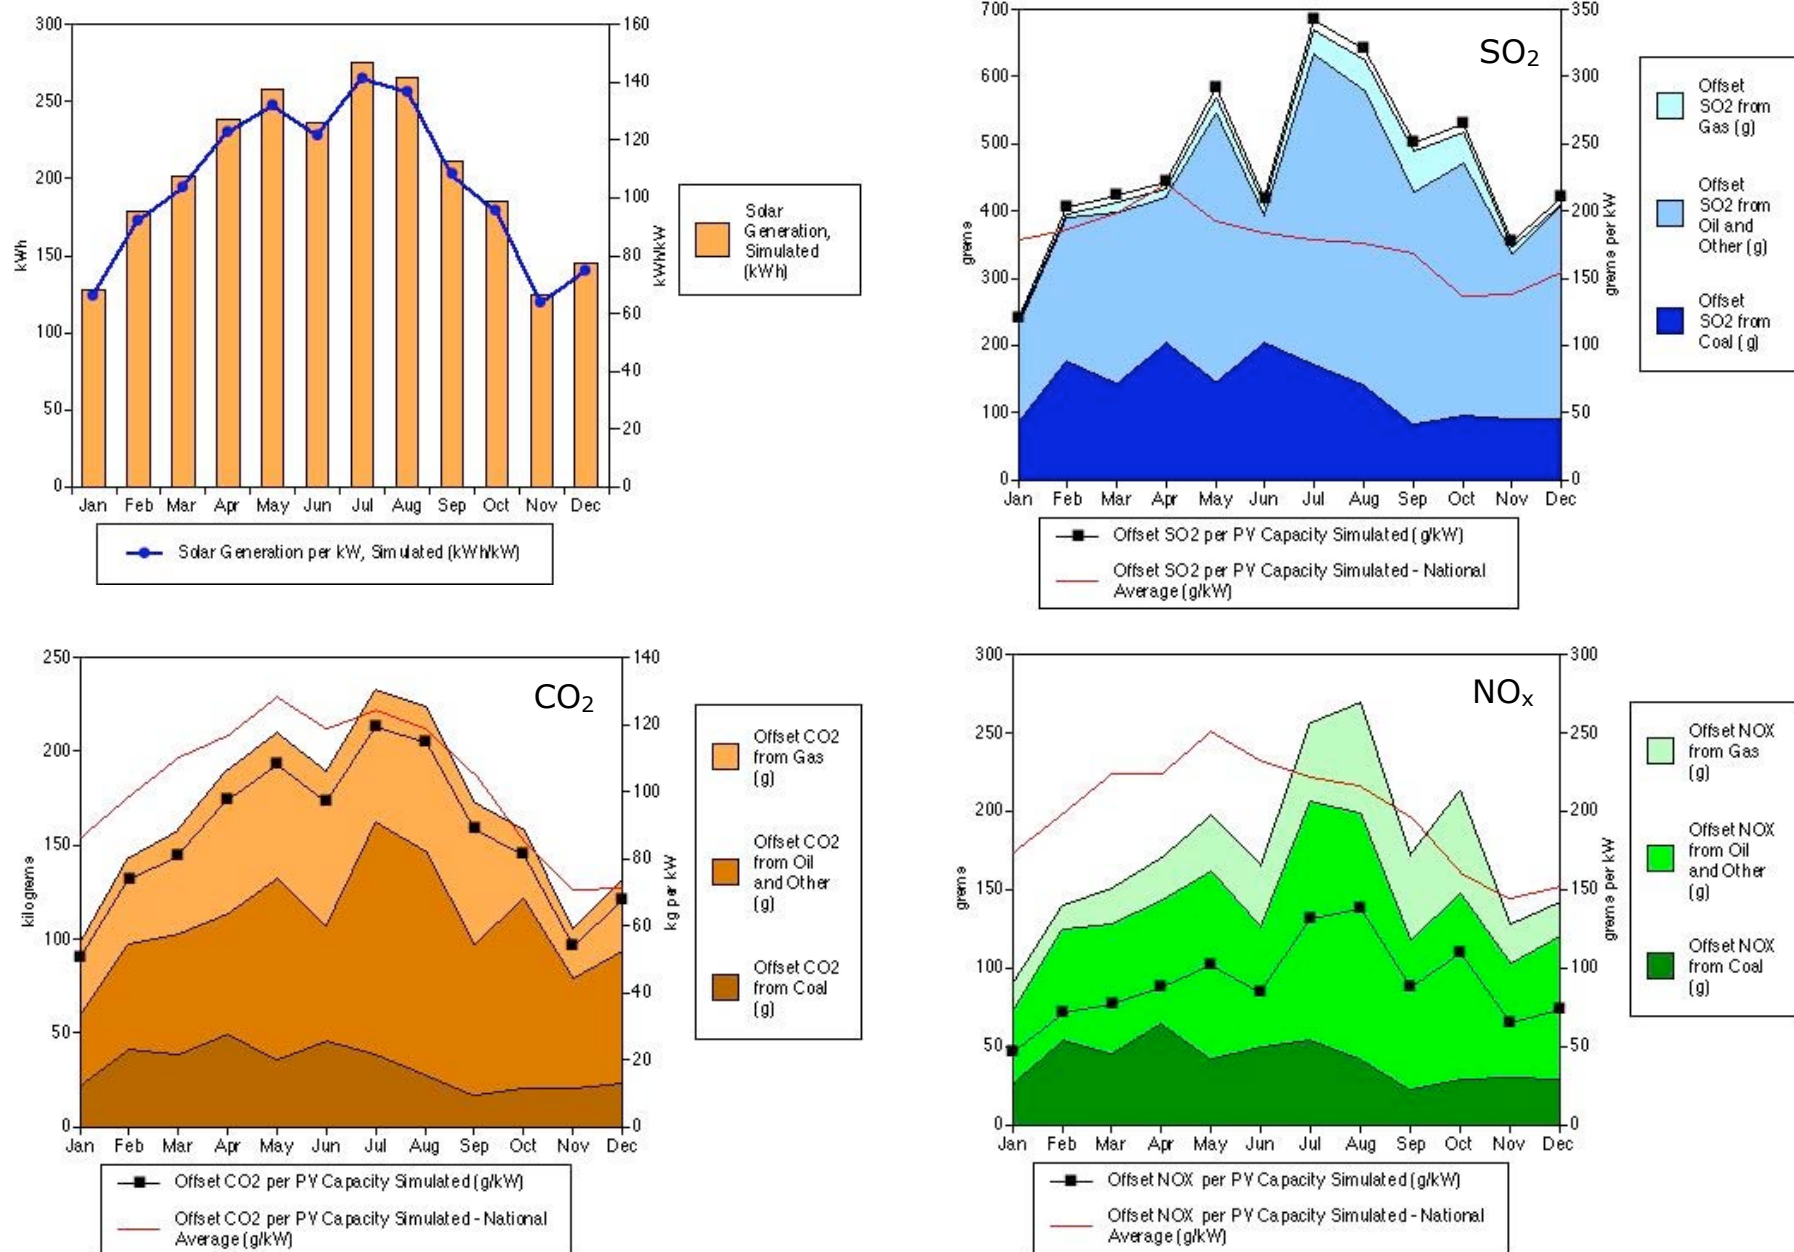 300
250
200
150
100
50
0
kWh
160
140
120
100
80
60
40
20
0
kWh/kW
Jan Feb Mar Apr May Jun Jul Aug Sep Oct Nov Dec
Solar
Generation,
Simulated
(kWh)
Solar Generation per kW, Simulated (kWh/kW)
SO2
700
600
500
400
300
200
100
0
grams
350
300
250
200
150
100
50
0
grams per kW
Jan Feb Mar Apr May Jun Jul Aug Sep Oct Nov Dec
Offset
SO2 from
Gas (g)
Offset
SO2 from
Oil and
Other (g)
Offset
SO2 from
Coal (g)
Offset SO2 per PV Capacity Simulated (g/kW)
Offset SO2 per PV Capacity Simulated - National
Average (g/kW)
CO2
250
200
150
100
50
0
kilograms
140
120
100
80
60
40
20
0
kg per kW
Jan Feb Mar Apr May Jun Jul Aug Sep Oct Nov Dec
Offset CO2
from Gas
(g)
Offset CO2
from Oil
and Other
(g)
Offset CO2
from Coal
(g)
Offset CO2 per PV Capacity Simulated (g/kW)
Offset CO2 per PV Capacity Simulated - National
Average (g/kW)
NOx
300
250
200
150
100
50
0
grams
300
250
200
150
100
50
0
grams per kW
Jan Feb Mar Apr May Jun Jul Aug Sep Oct Nov Dec
Offset NOX
from Gas
(g)
Offset NOX
from Oil
and Other
(g)
Offset NOX
from Coal
(g)
Offset NOX per PV Capacity Simulated (g/kW)
Offset NOX per PV Capacity Simulated - National
Average (g/kW)